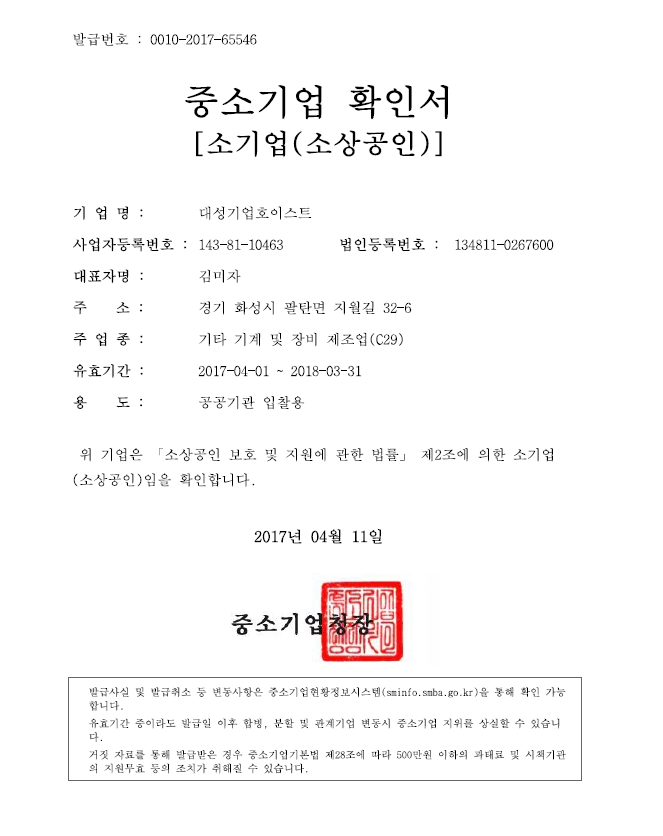 발급번호 : 0010-2017-65546
중소기업 확인서
[소기업(소상공인)]
기 업 명 : 대성기업호이스트
사업자등록번호 : 143-81-10463 법인등록번호 : 134811-0267600
대표자명 : 김미자
주 소 : 경기 화성시 팔탄면 지월길 32-6
주 업 종 : 기타 기계 및 장비 제조업(C29)
유효기간 : 2017-04-01 ~ 2018-03-31
용 도 : 공공기관 입찰용
위 기업은 「소상공인 보호 및 지원에 관한 법률」 제2조에 의한 소기업
(소상공인)임을 확인합니다.
2017년 04월 11일
중소기업청장
발급사실 및 발급취소 등 변동사항은 중소기업현황정보시스템(sminfo.smba.go.kr)을 통해 확인 가능
합니다.
유효기간 중이라도 발급일 이후 합병, 분할 및 관계기업 변동시 중소기업 지위를 상실할 수 있습니
다.
거짓 자료를 통해 발급받은 경우 중소기업기본법 제28조에 따라 500만원 이하의 과태료 및 시책기관
의 지원무효 등의 조치가 취해질 수 있습니다.